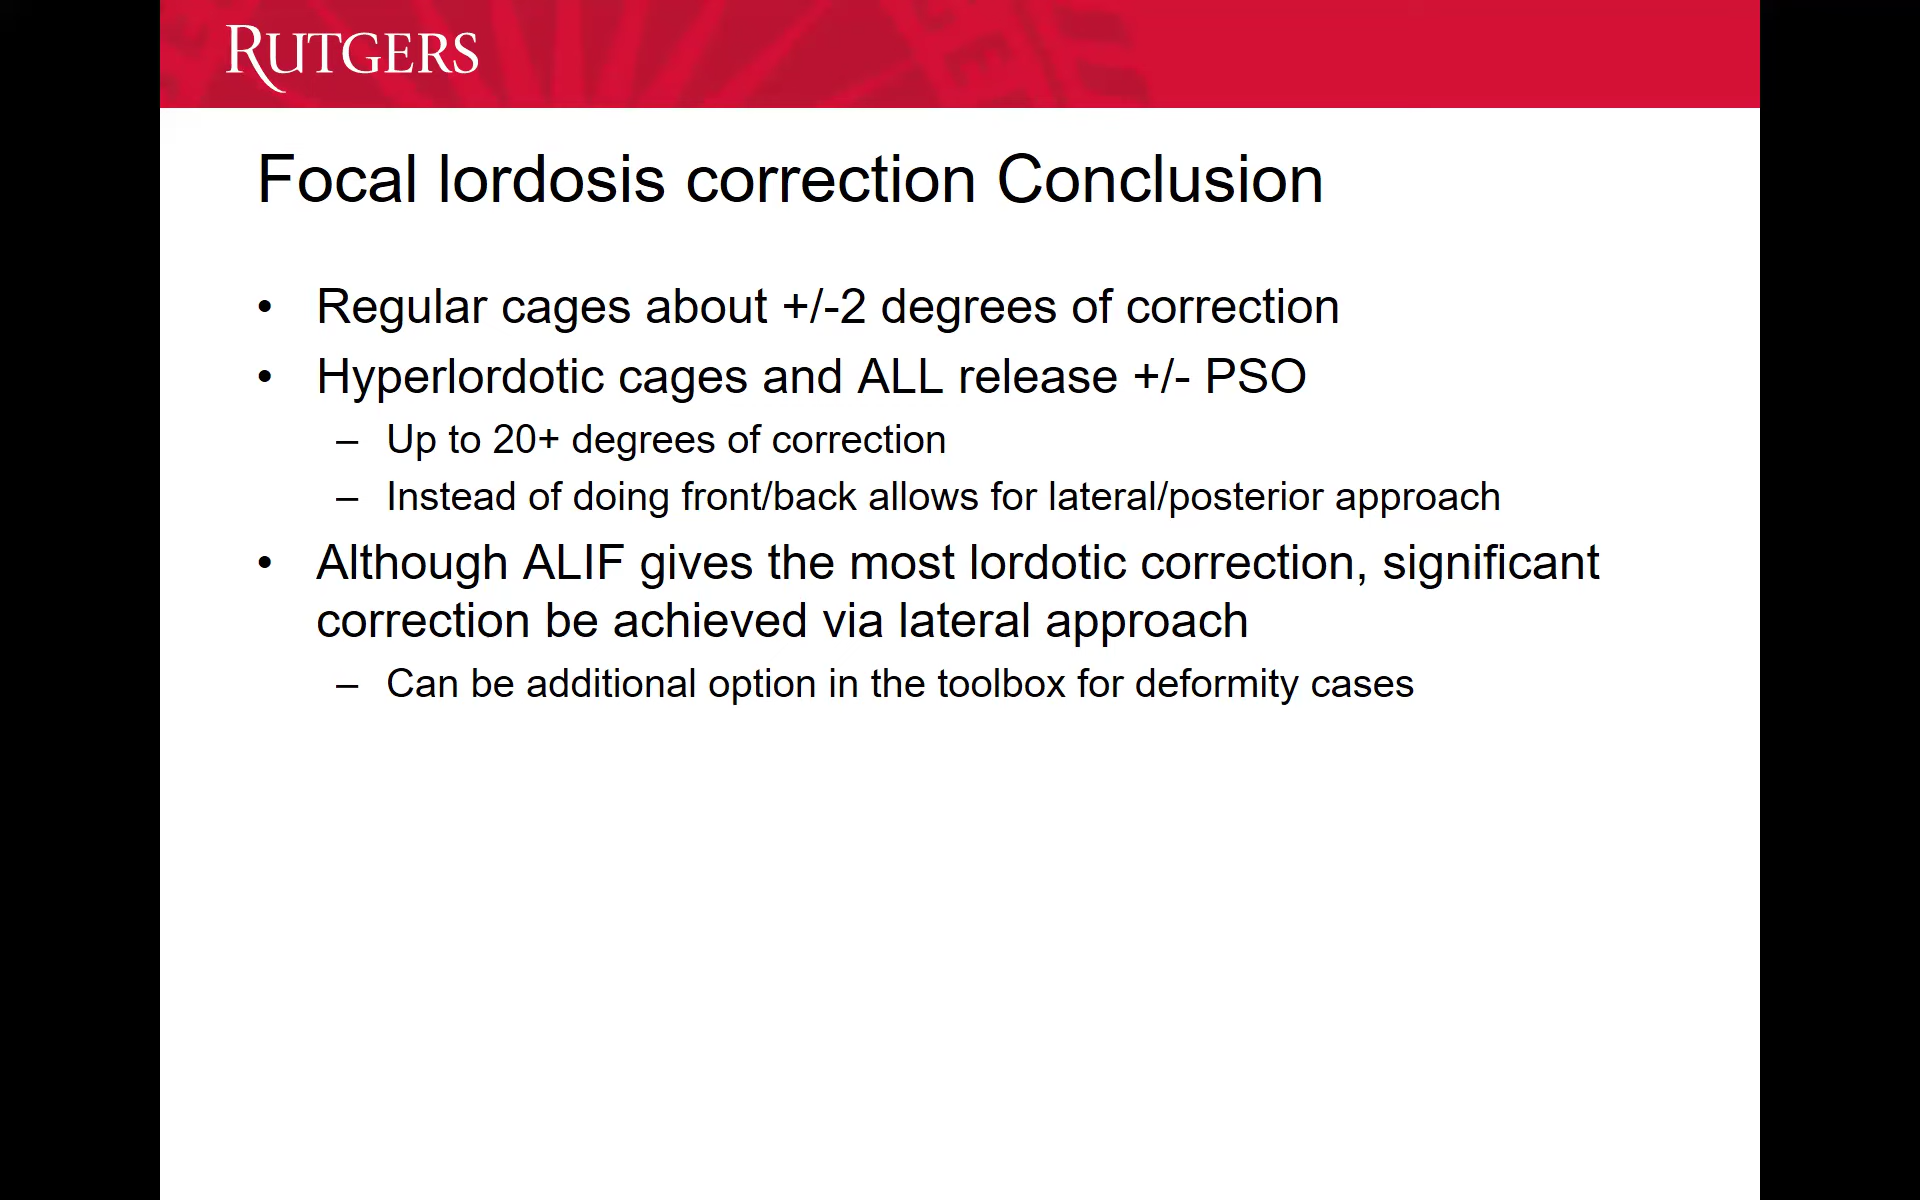 RUTGERS
Focal lordosis correction Conclusion
• Regular cages about +/-2 degrees of correction
• Hyperlordotic cages and ALL release +/- PSO
– Up to 20+ degrees of correction
– Instead of doing front/back allows for lateral/posterior approach
• Although ALIF gives the most lordotic correction, significant
correction be achieved via lateral approach
– Can be additional option in the toolbox for deformity cases